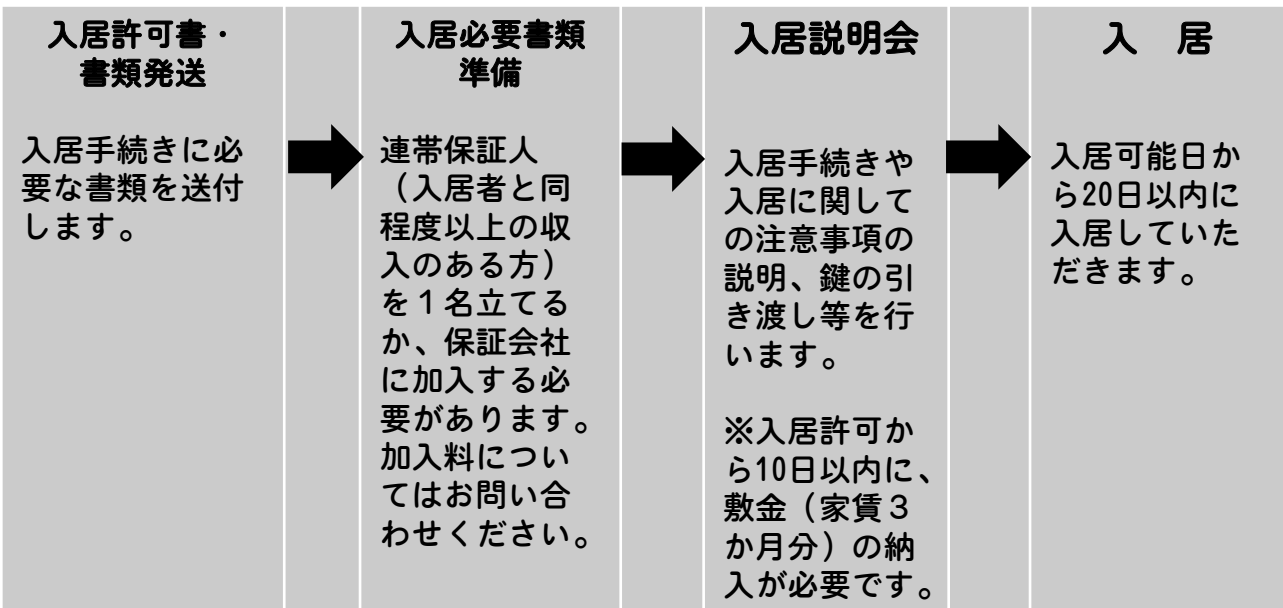 入居許可書・
書類発送
入居手続きに必
要な書類を送付
します。
入居必要書類
準備
連帯保証人
（入居者と同
程度以上の収
入のある方）
を１名立てる
か、保証会社
に加入する必
要があります。
加入料につい
てはお問い合
わせください。
入居説明会
入居手続きや
入居に関して
の注意事項の
説明、鍵の引
き渡し等を行
います。
※入居許可か
ら10日以内に、
敷金（家賃３
か月分）の納
入が必要です。
入　居
入居可能日か
ら20日以内に
入居していた
だきます。